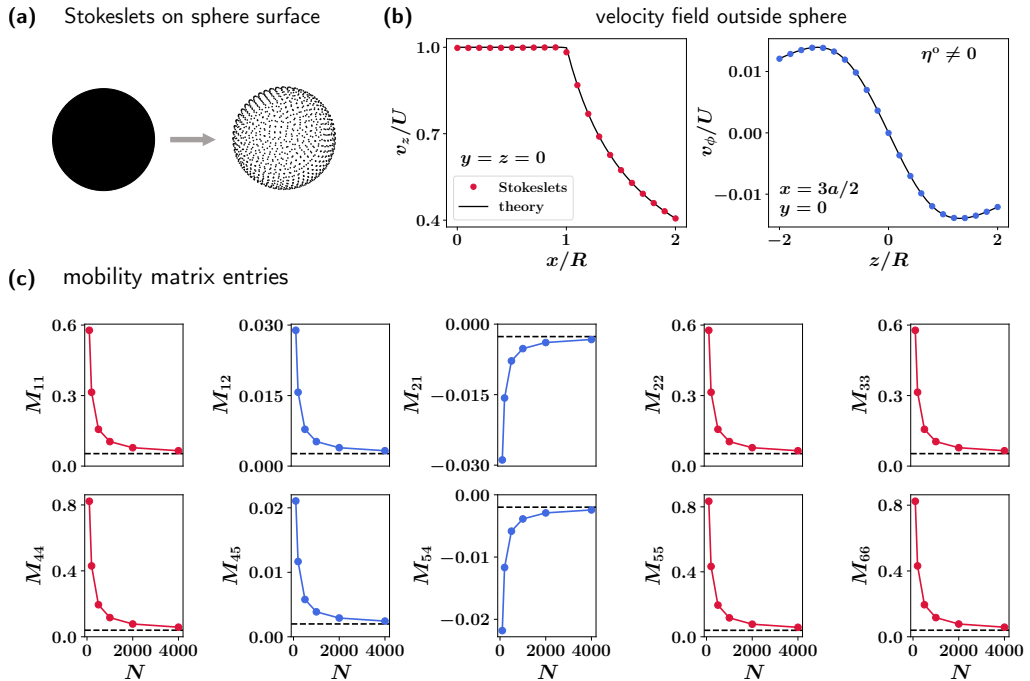 (a) Stokeslets on sphere surface
(b) velocity field outside sphere
1.0
0.7
0.4
v_z/U
y = z = 0
Stokeslets
theory
0 1 2
x/R
0.01
0.00
−0.01
v_ϕ/U
η^o ≠ 0
x = 3a/2
y = 0
−2 0 2
z/R
(c) mobility matrix entries
0.6
0.3
0.0
M_11
0.030
0.015
0.000
M_12
0.000
−0.015
−0.030
M_21
0.6
0.3
0.0
M_22
0.6
0.3
0.0
M_33
0.8
0.4
0.0
M_44
0 2000 4000
N
0.02
0.01
0.00
M_45
0 2000 4000
N
0.00
−0.01
−0.02
M_54
0 2000 4000
N
0.8
0.4
0.0
M_55
0 2000 4000
N
0.8
0.4
0.0
M_66
0 2000 4000
N